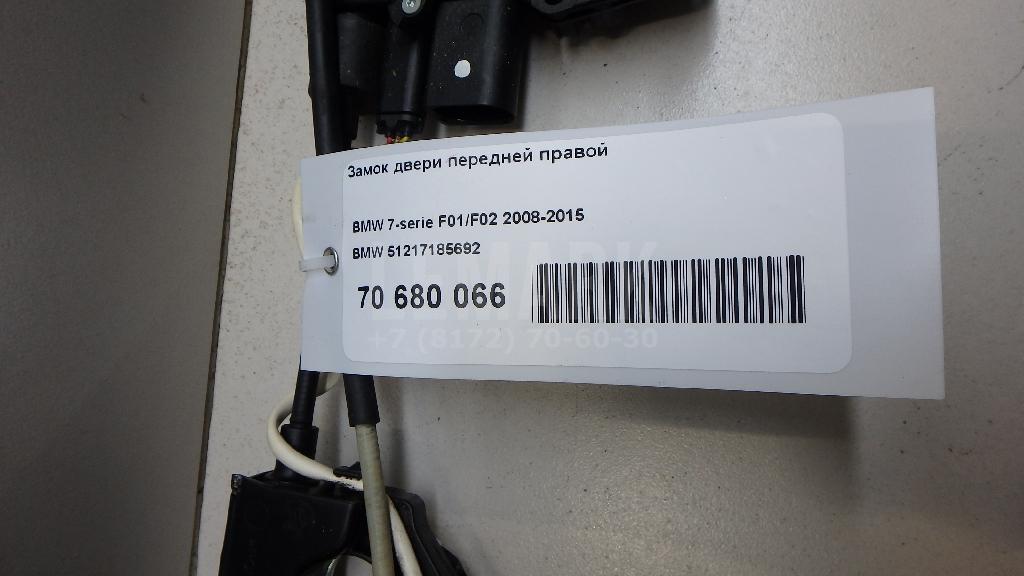 Замок двери передней правой
BMW 7-serie F01/F02 2008-2015
BMW 51217185692
70 680 066
LEMARK
+7 (8172) 70-60-30